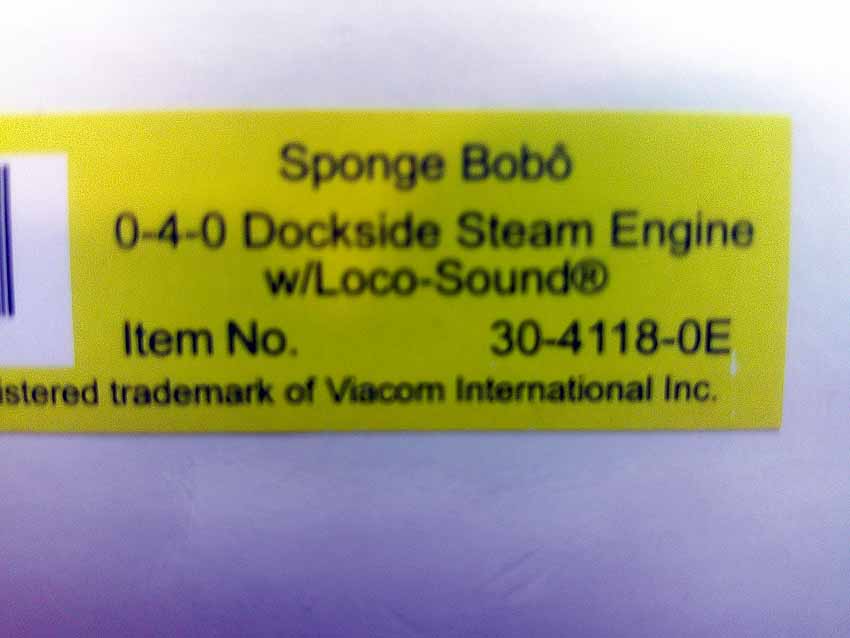 Sponge Bobô
0-4-0 Dockside Steam Engine
w/Loco-Sound®
Item No. 30-4118-0E
istered trademark of Viacom International Inc.